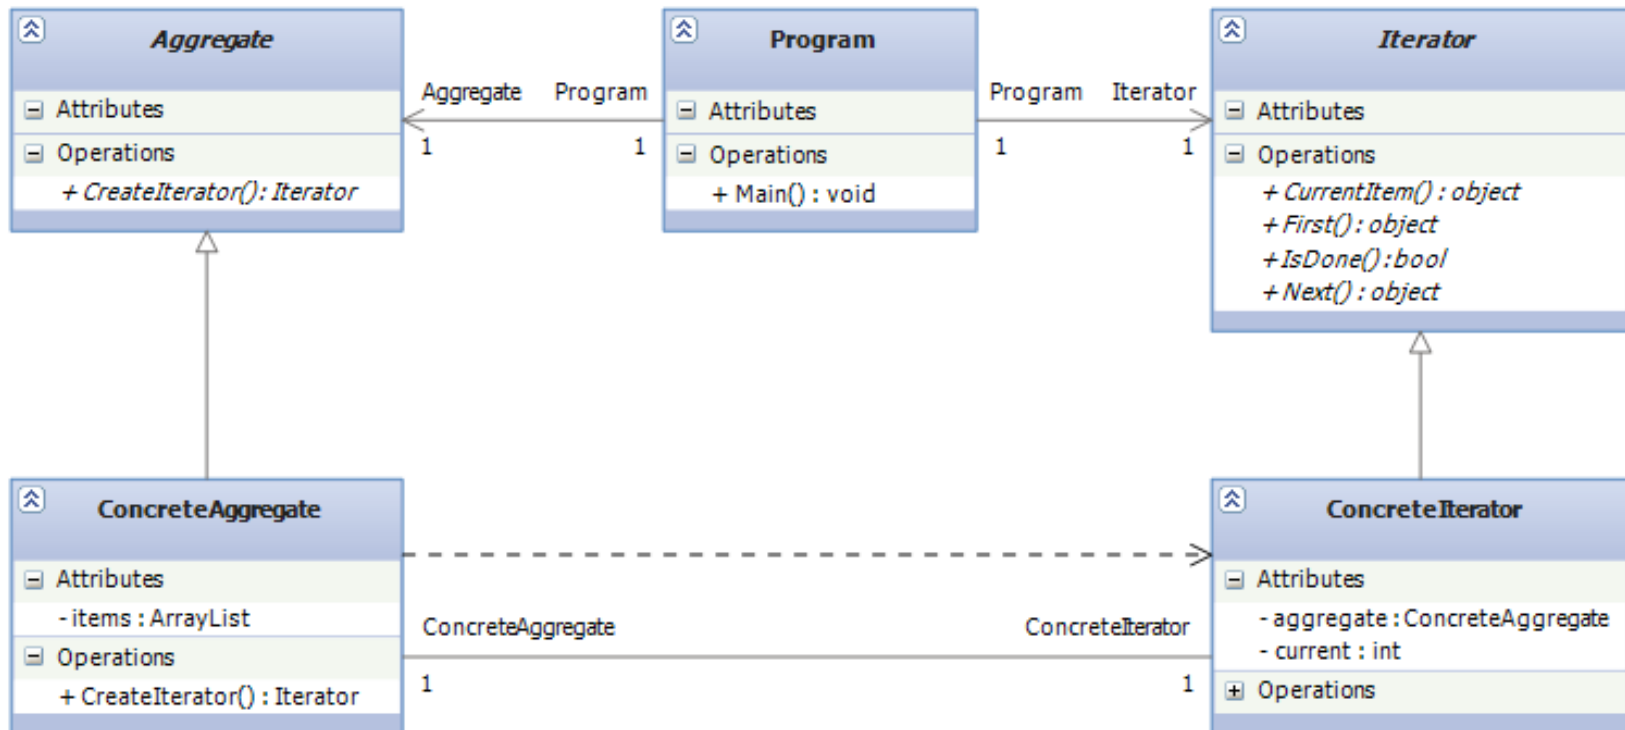 Aggregate
Attributes
Operations
+ CreateIterator(): Iterator
Aggregate Program
1 1
Program
Attributes
Operations
+ Main() : void
Program Iterator
1 1
Iterator
Attributes
Operations
+ CurrentItem() : object
+ First() : object
+IsDone():bool
+ Next() : object
ConcreteAggregate
Attributes
- items : ArrayList
Operations
+ CreateIterator() : Iterator
ConcreteAggregate ConcreteIterator
1 1
ConcreteIterator
Attributes
- aggregate : ConcreteAggregate
- current : int
Operations